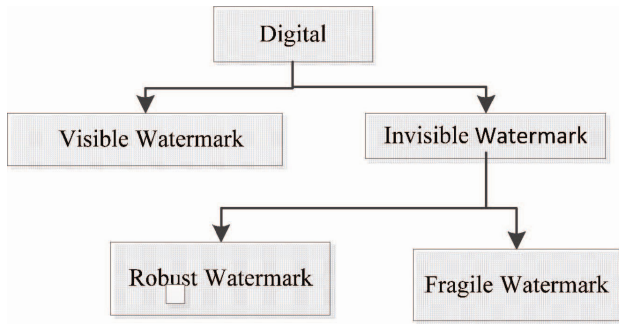 Digital
Visible Watermark
Invisible Watermark
Robust Watermark
Fragile Watermark